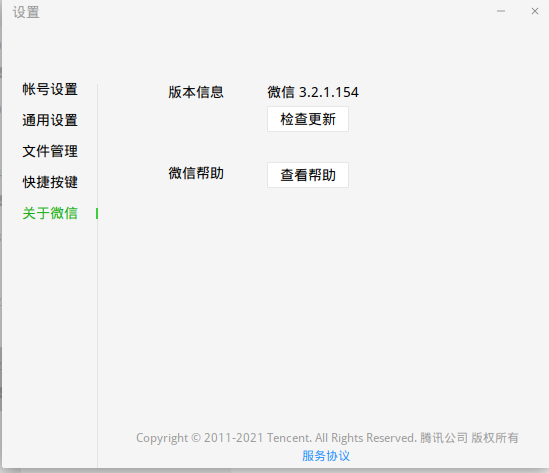 设置
帐号设置
通用设置
文件管理
快捷按键
关于微信
版本信息
微信 3.2.1.154
检查更新
微信帮助
查看帮助
Copyright © 2011-2021 Tencent. All Rights Reserved. 腾讯公司 版权所有
服务协议